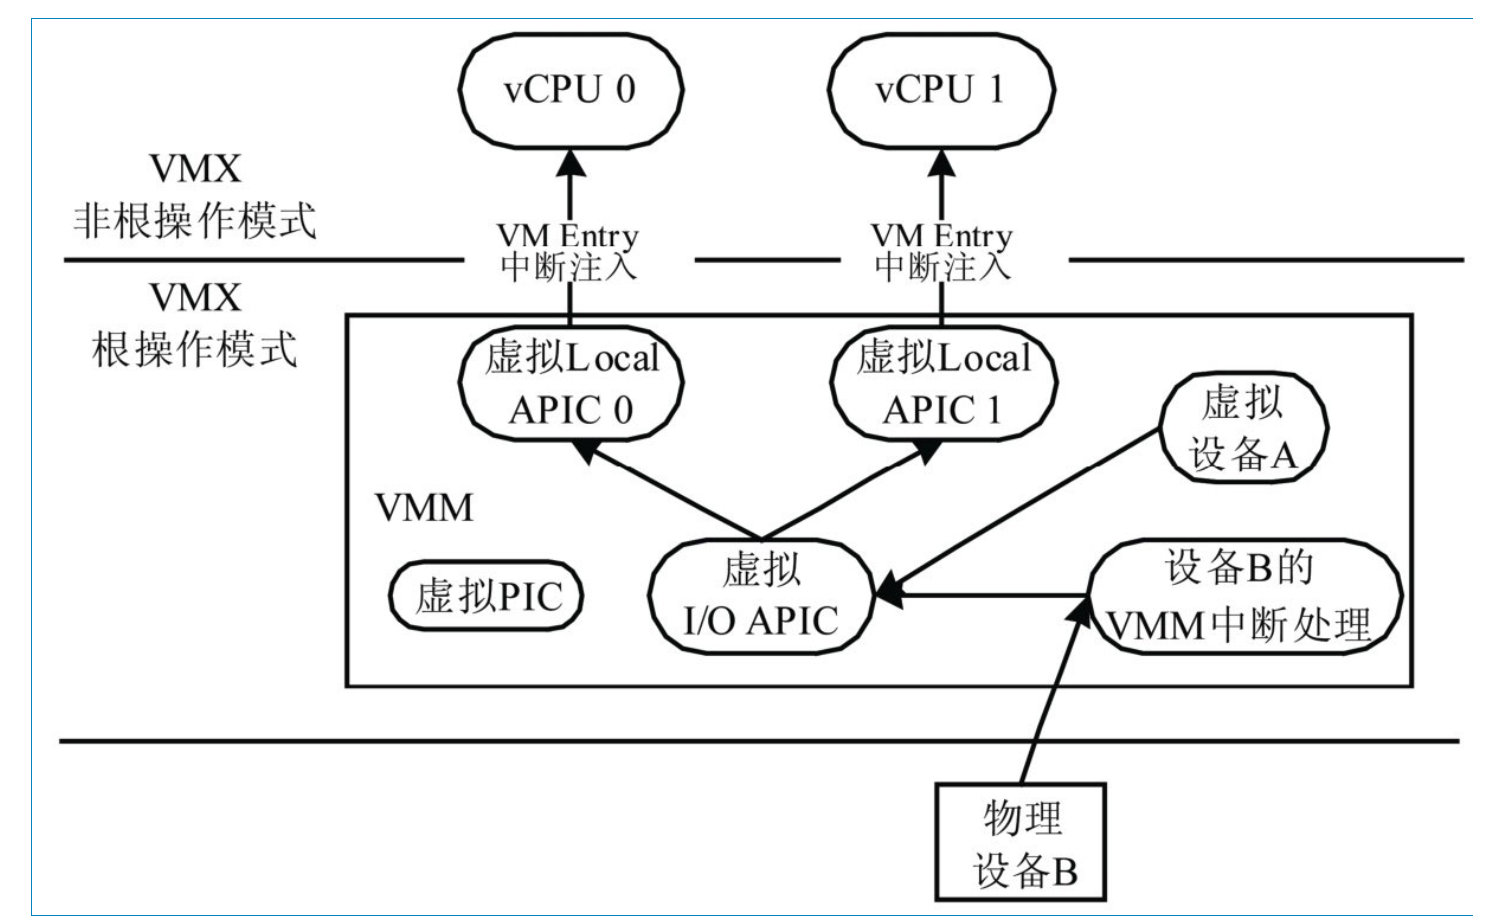 vCPU 0
vCPU 1
VMX
非根操作模式
VM Entry
中断注入
VM Entry
中断注入
VMX
根操作模式
虚拟Local
APIC 0
虚拟Local
APIC 1
虚拟
设备A
VMM
虚拟PIC
虚拟
I/O APIC
设备B的
VMM中断处理
物理
设备B